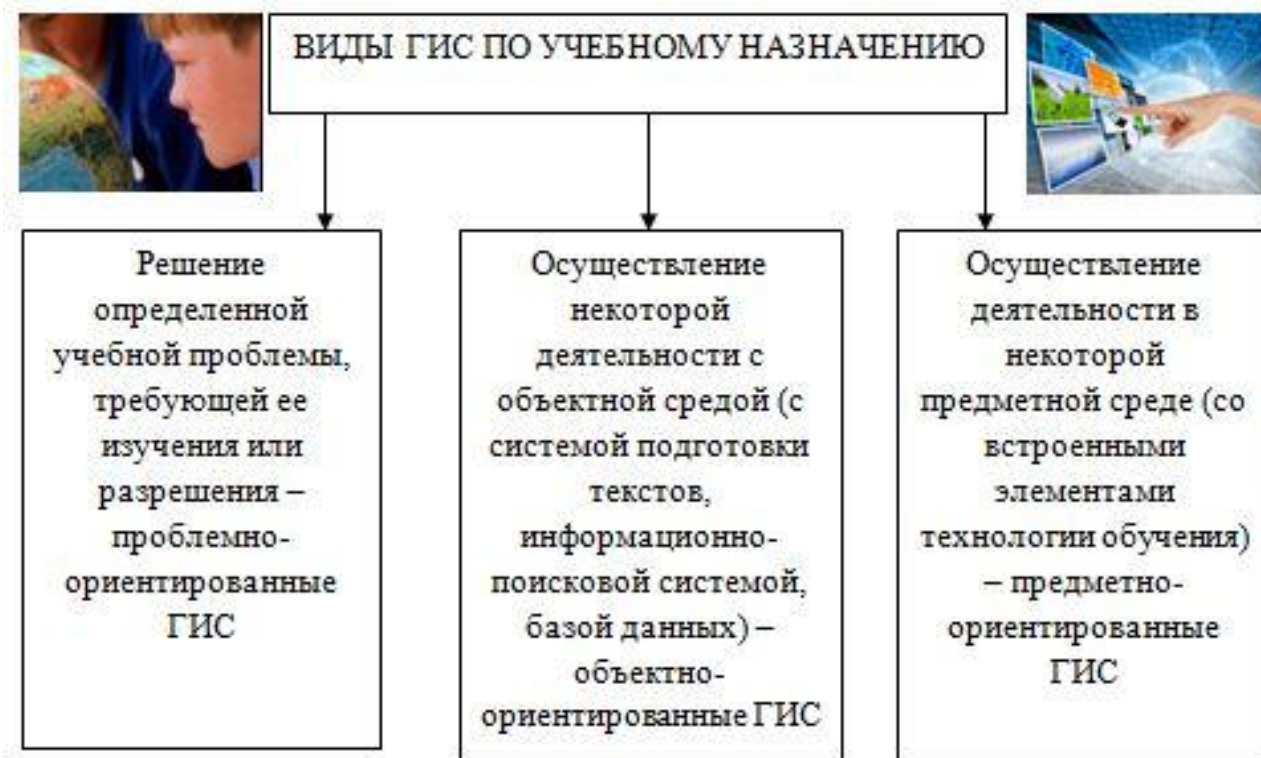 ВИДЫ ГИС ПО УЧЕБНОМУ НАЗНАЧЕНИЮ
Решение
определенной
учебной проблемы,
требующей ее
изучения или
разрешения –
проблемно-
ориентированные
ГИС
Осуществление
некоторой
деятельности с
объектной средой (с
системой подготовки
текстов,
информационно-
поисковой системой,
базой данных) –
объектно-
ориентированные ГИС
Осуществление
деятельности в
некоторой
предметной среде (со
встроенными
элементами
технологии обучения)
– предметно-
ориентированные
ГИС